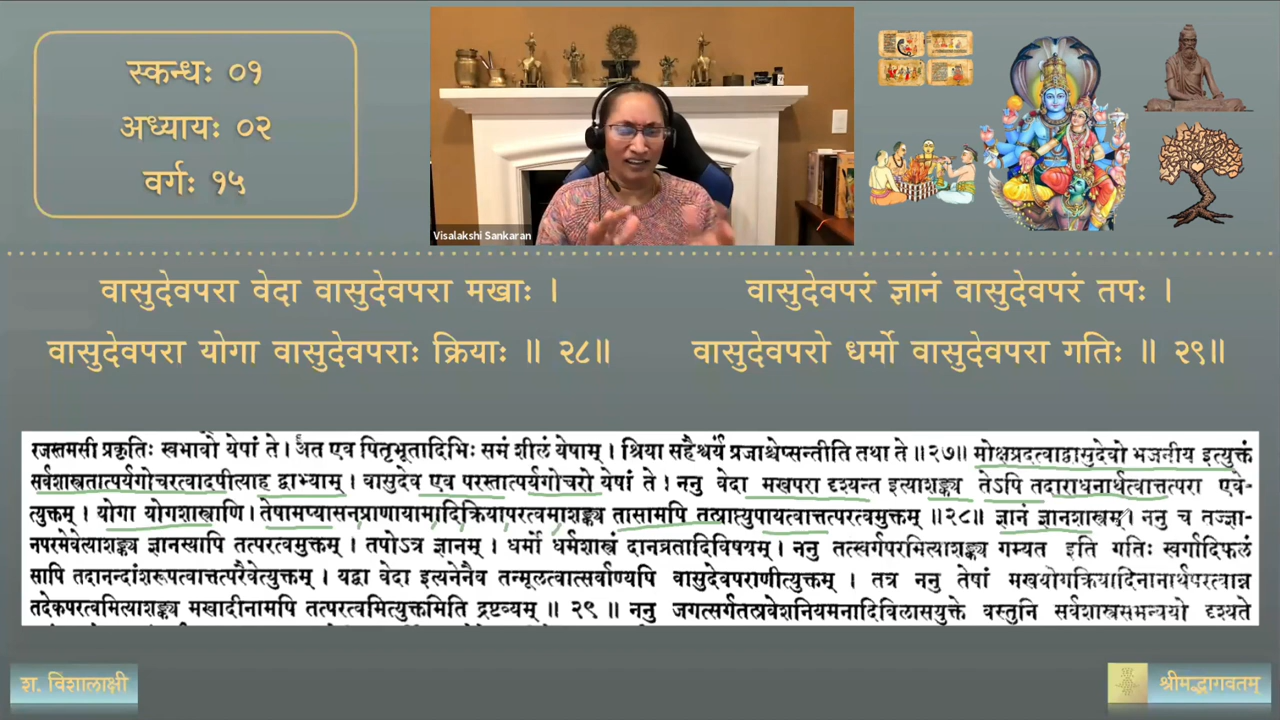 स्कन्धः ०१
अध्यायः ०२
वर्गः १५
Visalakshi Sankaran
वासुदेवपरा वेदा वासुदेवपरा मखाः ।
वासुदेवपरा योगा वासुदेवपराः क्रियाः ॥ २८॥
वासुदेवपरं ज्ञानं वासुदेवपरं तपः ।
वासुदेवपरो धर्मो वासुदेवपरा गतिः ॥ २९॥
रजस्तमसी प्रकृतिः स्वभावो येषां ते । अत एव पितृभूतादिभिः समं शीलं येषाम् । श्रिया सहैश्वर्यं प्रजाश्चेप्सन्तीति तथा ते ॥२७॥ मोक्षप्रदत्वाद्वासुदेवो भजनीय इत्युक्तं
सर्वशास्त्रतात्पर्यगोचरत्वादपीत्याह द्वाभ्याम् । वासुदेव एव परस्तात्पर्यगोचरो येषां ते । ननु वेदा मखपरा दृश्यन्त इत्याशङ्क्य तेऽपि तदाराधनार्थत्वात्तत्परा एवे-
त्युक्तम् । योगा योगशास्त्राणि । तेषामप्यासनप्राणायामादिक्रियापरत्वमाशङ्क्य तासामपि तत्प्राप्त्युपायत्वात्तत्परत्वमुक्तम् ॥२८॥ ज्ञानं ज्ञानशास्त्रम् । ननु च तज्ज्ञा-
नपरमेवेत्याशङ्क्य ज्ञानस्यापि तत्परत्वमुक्तम् । तपोऽत्र ज्ञानम् । धर्मो धर्मशास्त्रं दानव्रतादिविषयम् । ननु तत्स्वर्गपरमित्याशङ्क्य गम्यत इति गतिः स्वर्गादिफलं
सापि तदानन्दांशरूपत्वात्तत्परैवेत्युक्तम् । यद्वा वेदा इत्यनेनैव तन्मूलत्वात्सर्वाण्यपि वासुदेवपराणीत्युक्तम् । तत्र ननु तेषां मखयोगक्रियादिनानार्थपरत्वान्न
तदेकपरत्वमित्याशङ्क्य मखादीनामपि तत्परत्वमित्युक्तमिति द्रष्टव्यम् ॥ २९ ॥ ननु जगत्सर्गतत्प्रवेशनियमनादिविलासयुक्ते वस्तुनि सर्वशास्त्रसमन्वयो दृश्यते
श. विशालाक्षी
श्रीमद्भागवतम्